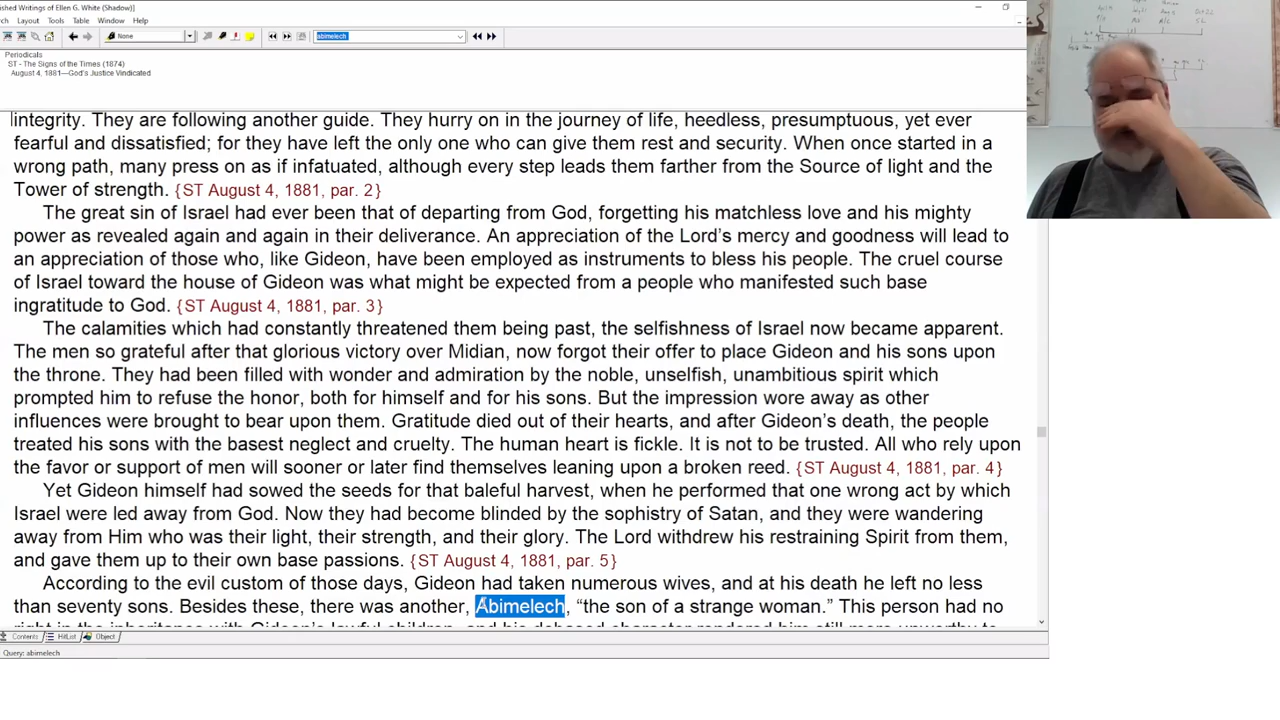 ished Writings of Ellen G. White (Shadow)]
rch Layout Tools Table Window Help
None
abimelech
Periodicals
ST - The Signs of the Times (1874)
August 4, 1881—God's Justice Vindicated
integrity. They are following another guide. They hurry on in the journey of life, heedless, presumptuous, yet ever
fearful and dissatisfied; for they have left the only one who can give them rest and security. When once started in a
wrong path, many press on as if infatuated, although every step leads them farther from the Source of light and the
Tower of strength. {ST August 4, 1881, par. 2}
The great sin of Israel had ever been that of departing from God, forgetting his matchless love and his mighty
power as revealed again and again in their deliverance. An appreciation of the Lord's mercy and goodness will lead to
an appreciation of those who, like Gideon, have been employed as instruments to bless his people. The cruel course
of Israel toward the house of Gideon was what might be expected from a people who manifested such base
ingratitude to God. {ST August 4, 1881, par. 3}
The calamities which had constantly threatened them being past, the selfishness of Israel now became apparent.
The men so grateful after that glorious victory over Midian, now forgot their offer to place Gideon and his sons upon
the throne. They had been filled with wonder and admiration by the noble, unselfish, unambitious spirit which
prompted him to refuse the honor, both for himself and for his sons. But the impression wore away as other
influences were brought to bear upon them. Gratitude died out of their hearts, and after Gideon's death, the people
treated his sons with the basest neglect and cruelty. The human heart is fickle. It is not to be trusted. All who rely upon
the favor or support of men will sooner or later find themselves leaning upon a broken reed. {ST August 4, 1881, par. 4}
Yet Gideon himself had sowed the seeds for that baleful harvest, when he performed that one wrong act by which
Israel were led away from God. Now they had become blinded by the sophistry of Satan, and they were wandering
away from Him who was their light, their strength, and their glory. The Lord withdrew his restraining Spirit from them,
and gave them up to their own base passions. {ST August 4, 1881, par. 5}
According to the evil custom of those days, Gideon had taken numerous wives, and at his death he left no less
than seventy sons. Besides these, there was another, Abimelech, “the son of a strange woman.” This person had no
right in the inheritance with Gideon's lawful children, and his debased character rendered him still more unworthy to
Contents HitList Object
Query: abimelech